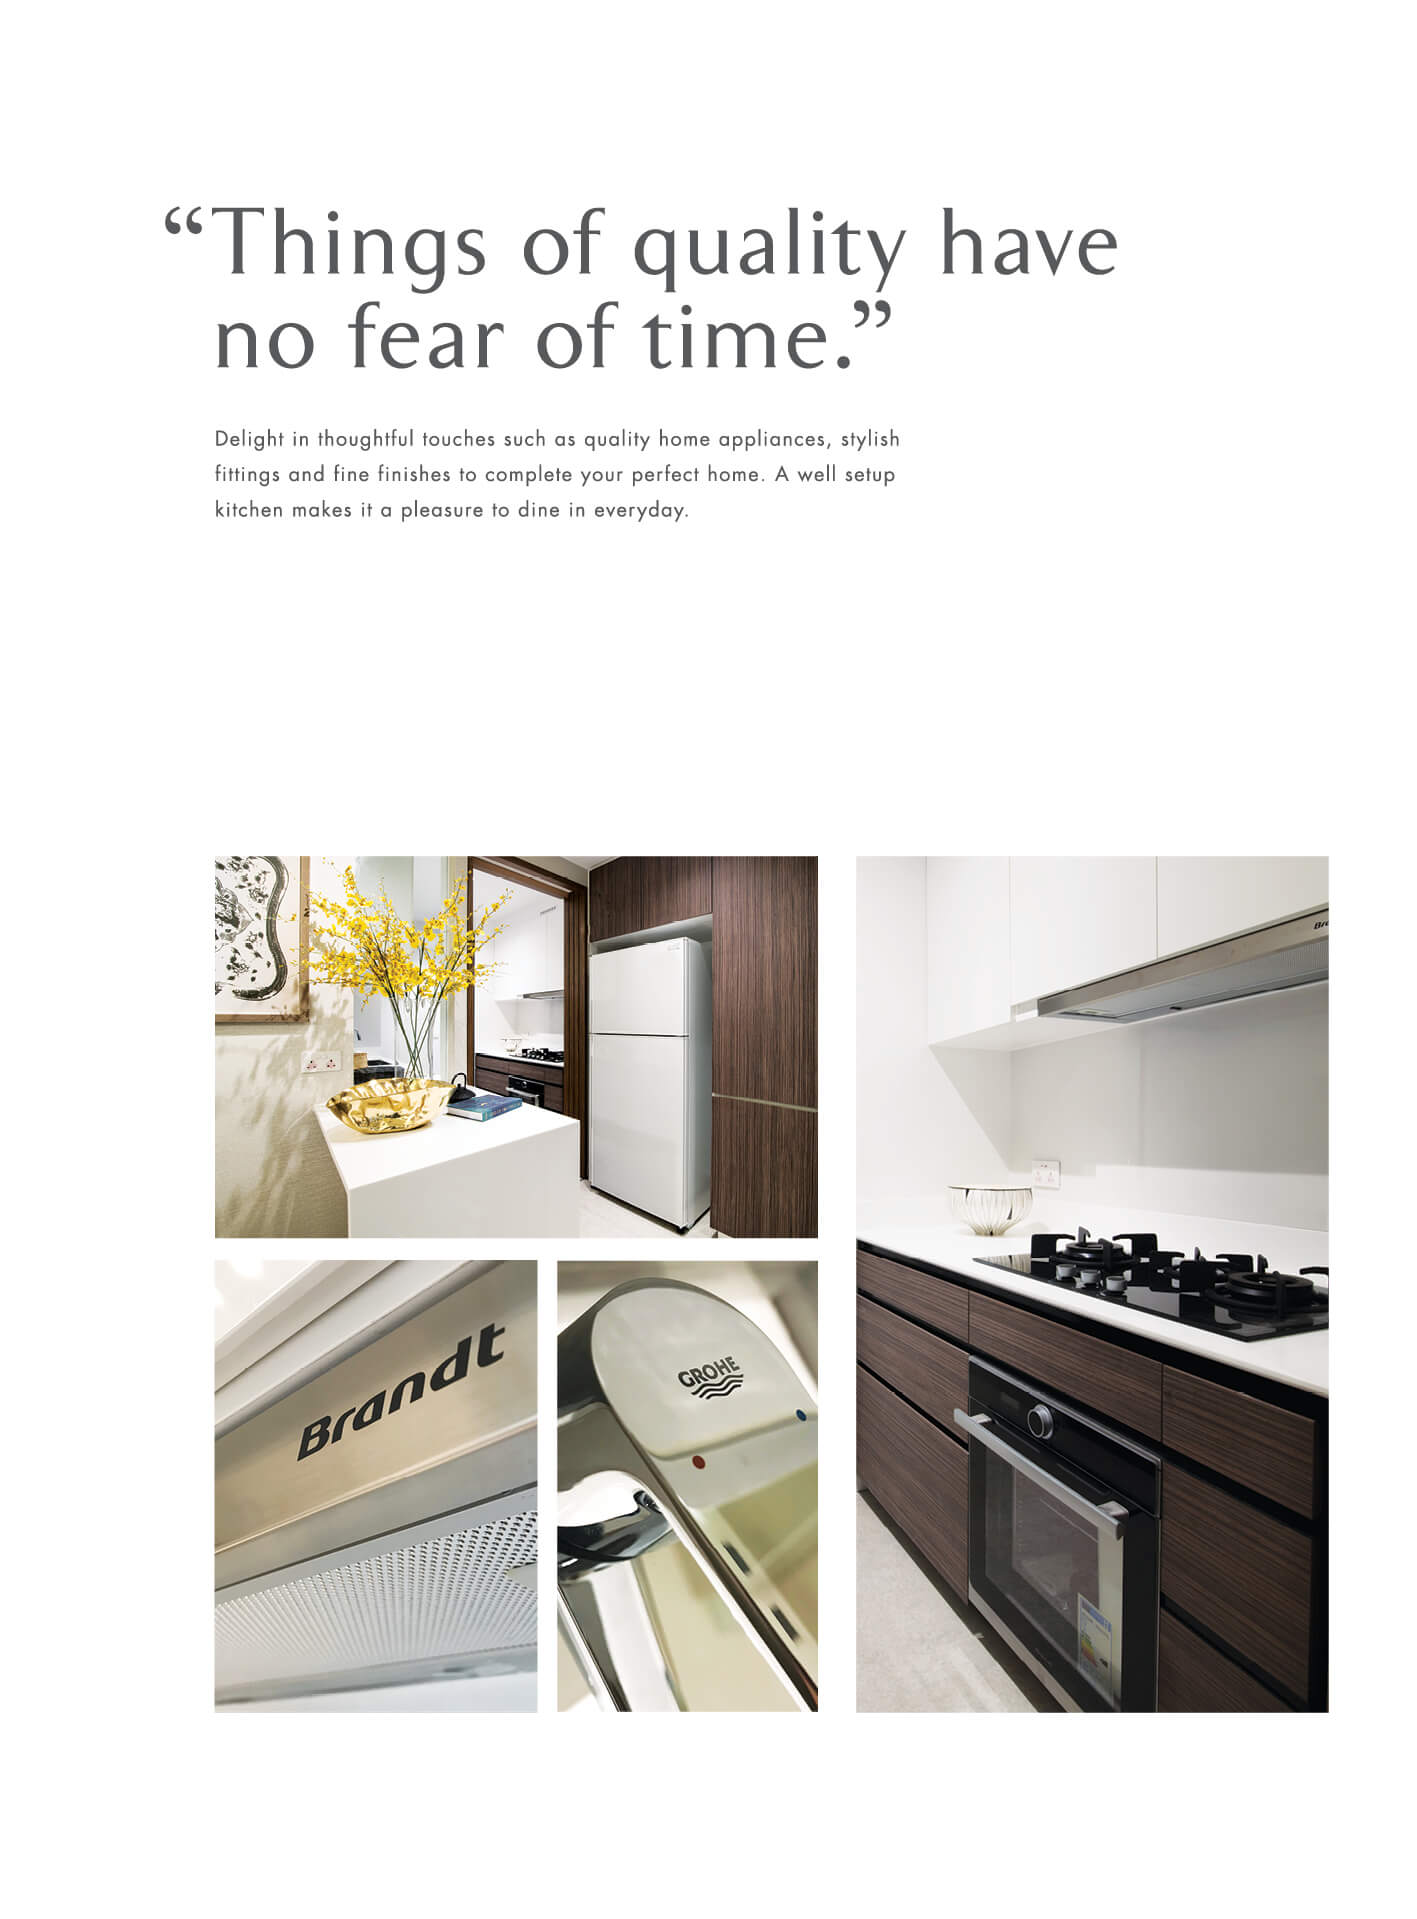 “Things of quality have
no fear of time.”
Delight in thoughtful touches such as quality home appliances, stylish
fittings and fine finishes to complete your perfect home. A well setup
kitchen makes it a pleasure to dine in everyday.
Brandt
GROHE